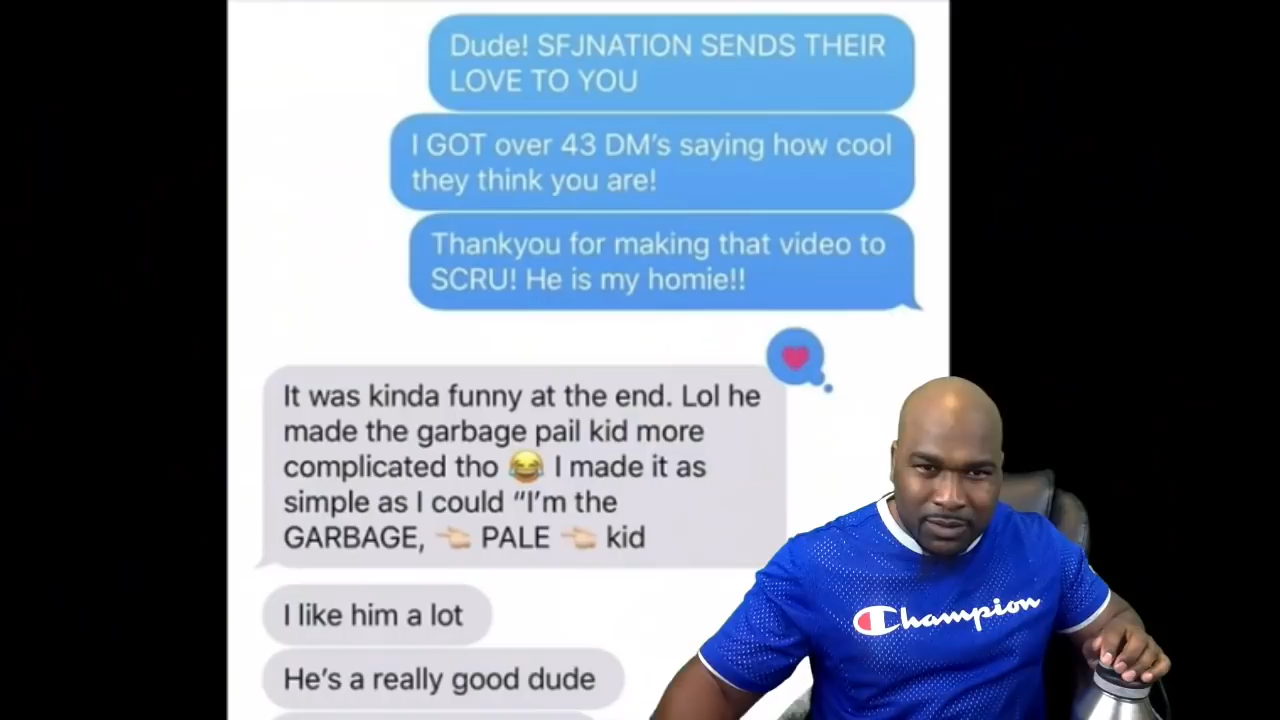 Dude! SFJNATION SENDS THEIR
LOVE TO YOU
I GOT over 43 DM's saying how cool
they think you are!
Thankyou for making that video to
SCRU! He is my homie!!
It was kinda funny at the end. Lol he
made the garbage pail kid more
complicated tho 😂 I made it as
simple as I could “I'm the
GARBAGE, 👈🏻 PALE 👈🏻 kid
I like him a lot
He's a really good dude
Champion